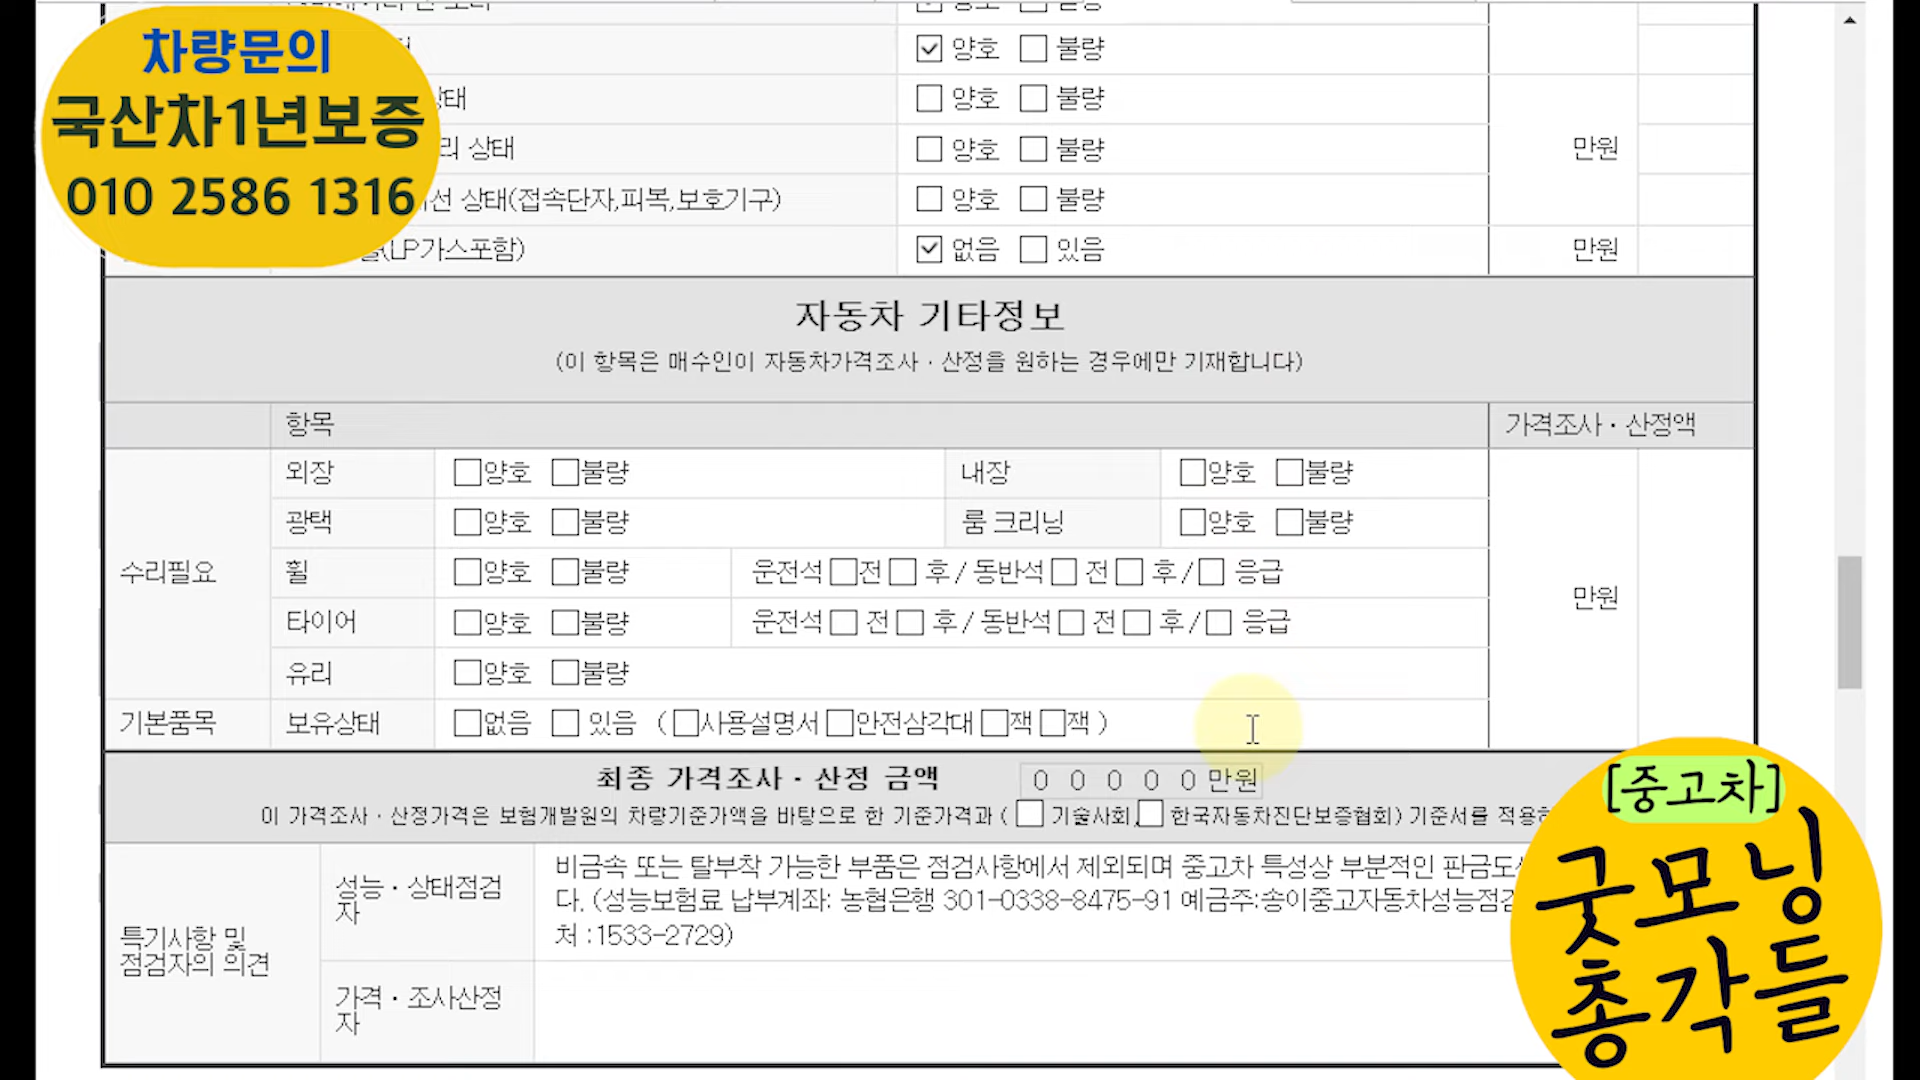 차량문의
국산차1년보증
010 2586 1316
양호 불량
상태 양호 불량
리 상태 양호 불량 만원
선 상태(접속단자,피복,보호기구) 양호 불량
(LP가스포함) 없음 있음 만원
자동차 기타정보
(이 항목은 매수인이 자동차가격조사 · 산정을 원하는 경우에만 기재합니다)
항목 가격조사 · 산정액
수리필요
외장 양호 불량 내장 양호 불량
광택 양호 불량 룸 크리닝 양호 불량
휠 양호 불량 운전석 전 후 / 동반석 전 후 / 응급
타이어 양호 불량 운전석 전 후 / 동반석 전 후 / 응급
유리 양호 불량
만원
기본품목 보유상태 없음 있음 ( 사용설명서 안전삼각대 잭 잭 )
최종 가격조사 · 산정 금액 0 0 0 0 0 만원
이 가격조사 · 산정가격은 보험개발원의 차량기준가액을 바탕으로 한 기준가격과 ( 기술사회, 한국자동차진단보증협회) 기준서를 적용하
특기사항 및
점검자의 의견
성능 · 상태점검
자
비금속 또는 탈부착 가능한 부품은 점검사항에서 제외되며 중고차 특성상 부분적인 판금도
다. (성능보험료 납부계좌: 농협은행 301-0338-8475-91 예금주:송이중고자동차성능점검
처 :1533-2729)
가격 · 조사산정
자
[중고차]
굿모닝
총각들